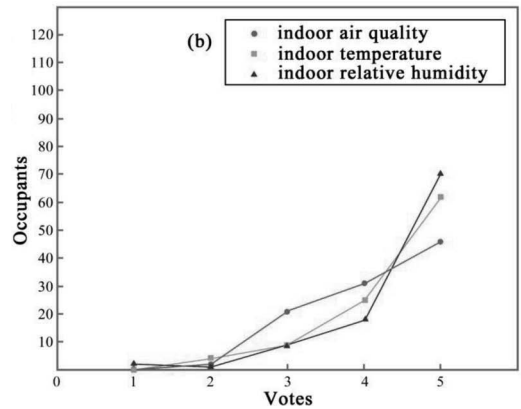 (b)
indoor air quality
indoor temperature
indoor relative humidity
Occupants
120
110
100
90
80
70
60
50
40
30
20
10
0 1 2 3 4 5
Votes